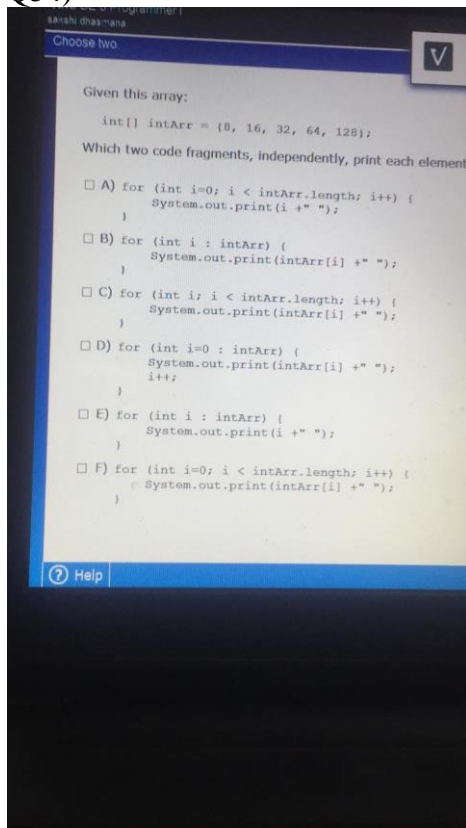 Programmer I
sakshi dhasmana
Choose two.
V
Given this array:
int[] intArr = {8, 16, 32, 64, 128};
Which two code fragments, independently, print each element
A) for (int i=0; i < intArr.length; i++) {
System.out.print(i +" ");
}
B) for (int i : intArr) {
System.out.print(intArr[i] +" ");
}
C) for (int i; i < intArr.length; i++) {
System.out.print(intArr[i] +" ");
}
D) for (int i=0 : intArr) {
System.out.print(intArr[i] +" ");
i++;
}
E) for (int i : intArr) {
System.out.print(i +" ");
}
F) for (int i=0; i < intArr.length; i++) {
System.out.print(intArr[i] +" ");
}
? Help